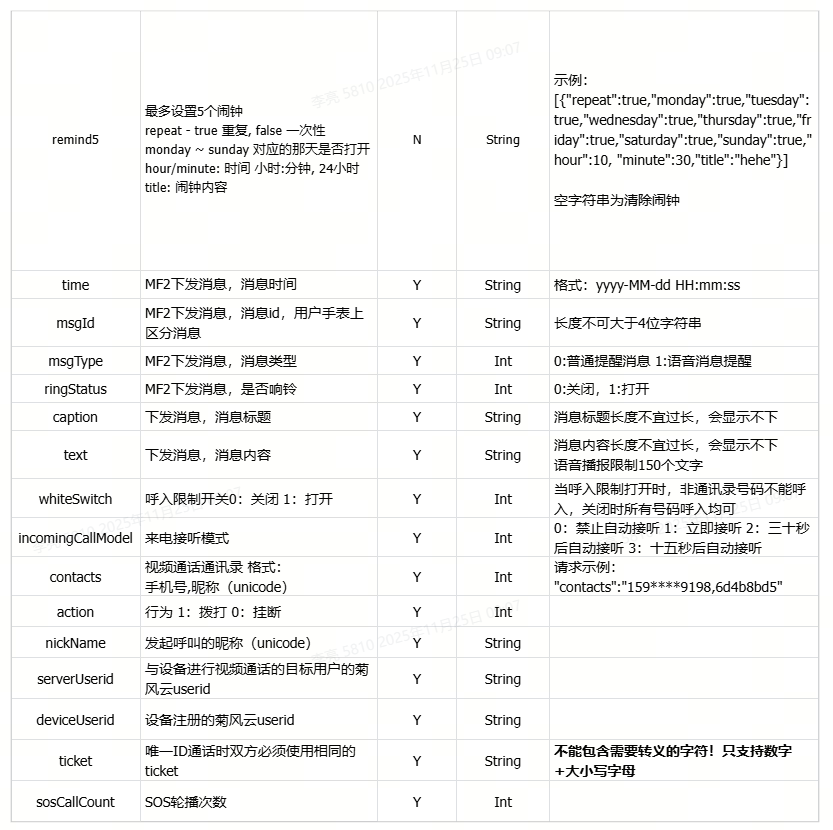 remind5
最多设置5个闹钟
repeat - true 重复, false 一次性
monday ~ sunday 对应的那天是否打开
hour/minute: 时间 小时:分钟, 24小时
title: 闹钟内容
N
String
示例：
[{"repeat":true,"monday":true,"tuesday":
true,"wednesday":true,"thursday":true,"fr
iday":true,"saturday":true,"sunday":true,"
hour":10, "minute":30,"title":"hehe"}]
空字符串为清除闹钟
time
MF2下发消息，消息时间
Y
String
格式：yyyy-MM-dd HH:mm:ss
msgId
MF2下发消息，消息id，用户手表上
区分消息
Y
String
长度不可大于4位字符串
msgType
MF2下发消息，消息类型
Y
Int
0:普通提醒消息 1:语音消息提醒
ringStatus
MF2下发消息，是否响铃
Y
Int
0:关闭，1:打开
caption
下发消息，消息标题
Y
String
消息标题长度不宜过长，会显示不下
text
下发消息，消息内容
Y
String
消息内容长度不宜过长，会显示不下
语音播报限制150个文字
whiteSwitch
呼入限制开关0：关闭 1：打开
Y
Int
当呼入限制打开时，非通讯录号码不能呼
入，关闭时所有号码呼入均可
incomingCallModel
来电接听模式
Y
Int
0：禁止自动接听 1：立即接听 2：三十秒
后自动接听 3：十五秒后自动接听
contacts
视频通话通讯录 格式：
手机号,昵称（unicode）
Y
Int
请求示例：
"contacts":"159****9198,6d4b8bd5"
action
行为 1：拨打 0：挂断
Y
Int
nickName
发起呼叫的昵称（unicode）
Y
String
serverUserid
与设备进行视频通话的目标用户的菊
风云userid
Y
String
deviceUserid
设备注册的菊风云userid
Y
String
ticket
唯一ID通话时双方必须使用相同的
ticket
Y
String
不能包含需要转义的字符！只支持数字
+大小写字母
sosCallCount
SOS轮播次数
Y
Int
李亮 5810 2025年11月25日 09:07